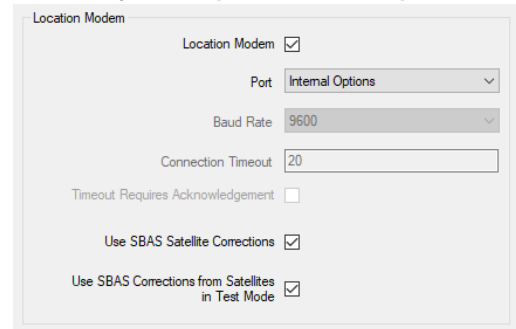 Location Modem
Location Modem
Port Internal Options
Baud Rate 9600
Connection Timeout 20
Timeout Requires Acknowledgement
Use SBAS Satellite Corrections
Use SBAS Corrections from Satellites
in Test Mode